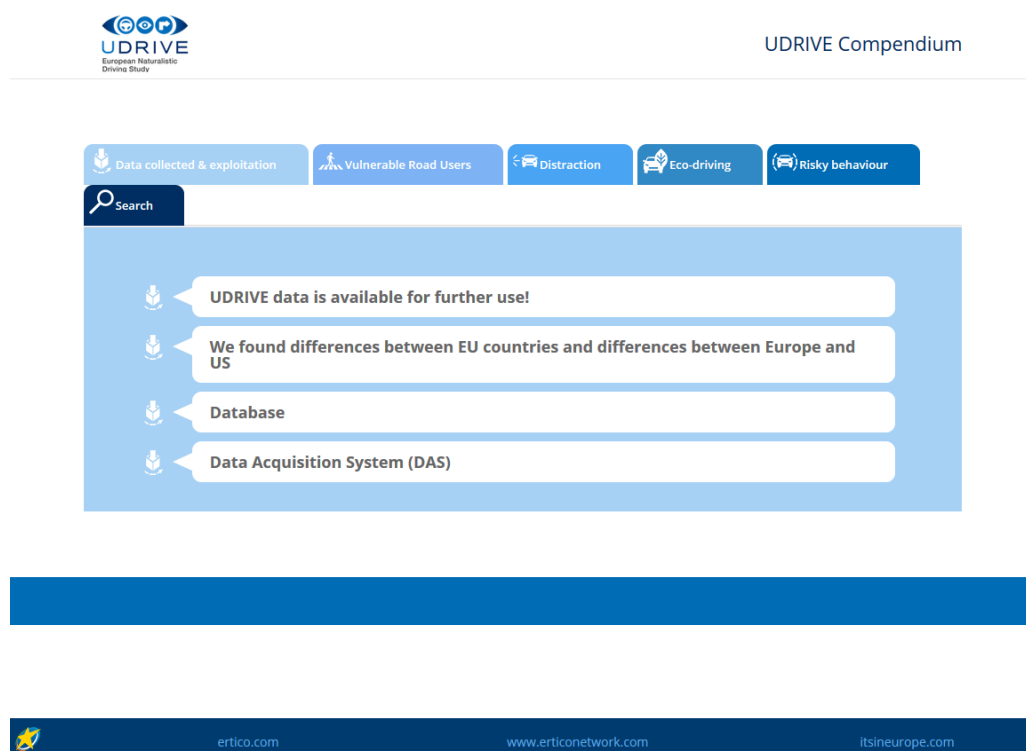 UDRIVE
European Naturalistic
Driving Study
UDRIVE Compendium
Data collected & exploitation
Vulnerable Road Users
Distraction
Eco-driving
Risky behaviour
Search
UDRIVE data is available for further use!
We found differences between EU countries and differences between Europe and
US
Database
Data Acquisition System (DAS)
ertico.com
www.erticonetwork.com
itsineurope.com